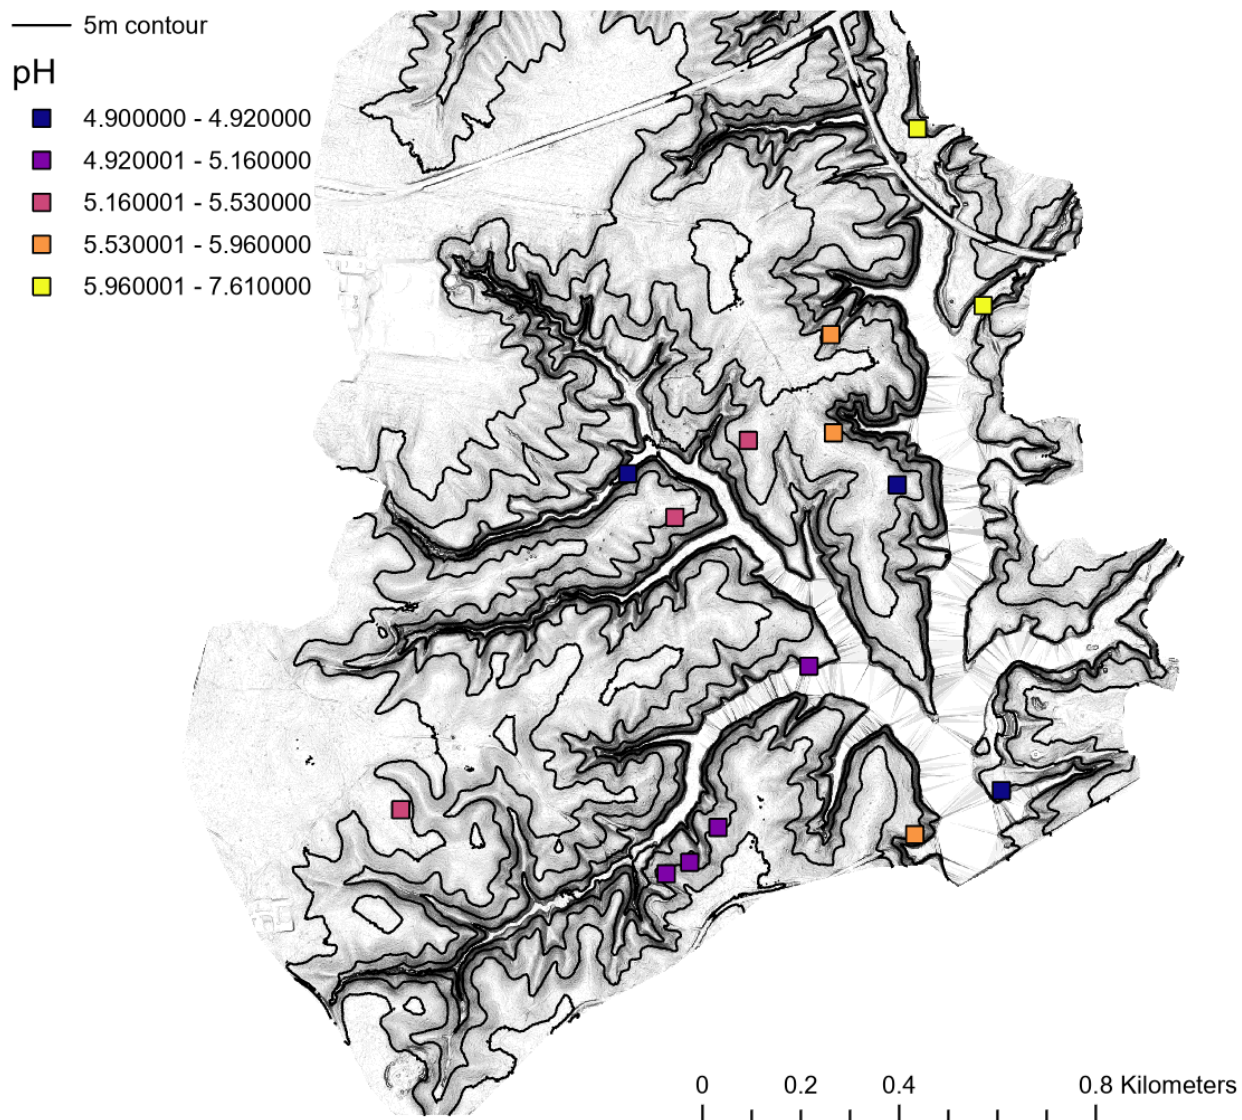 5m contour
pH
4.900000 - 4.920000
4.920001 - 5.160000
5.160001 - 5.530000
5.530001 - 5.960000
5.960001 - 7.610000
0 0.2 0.4 0.8 Kilometers